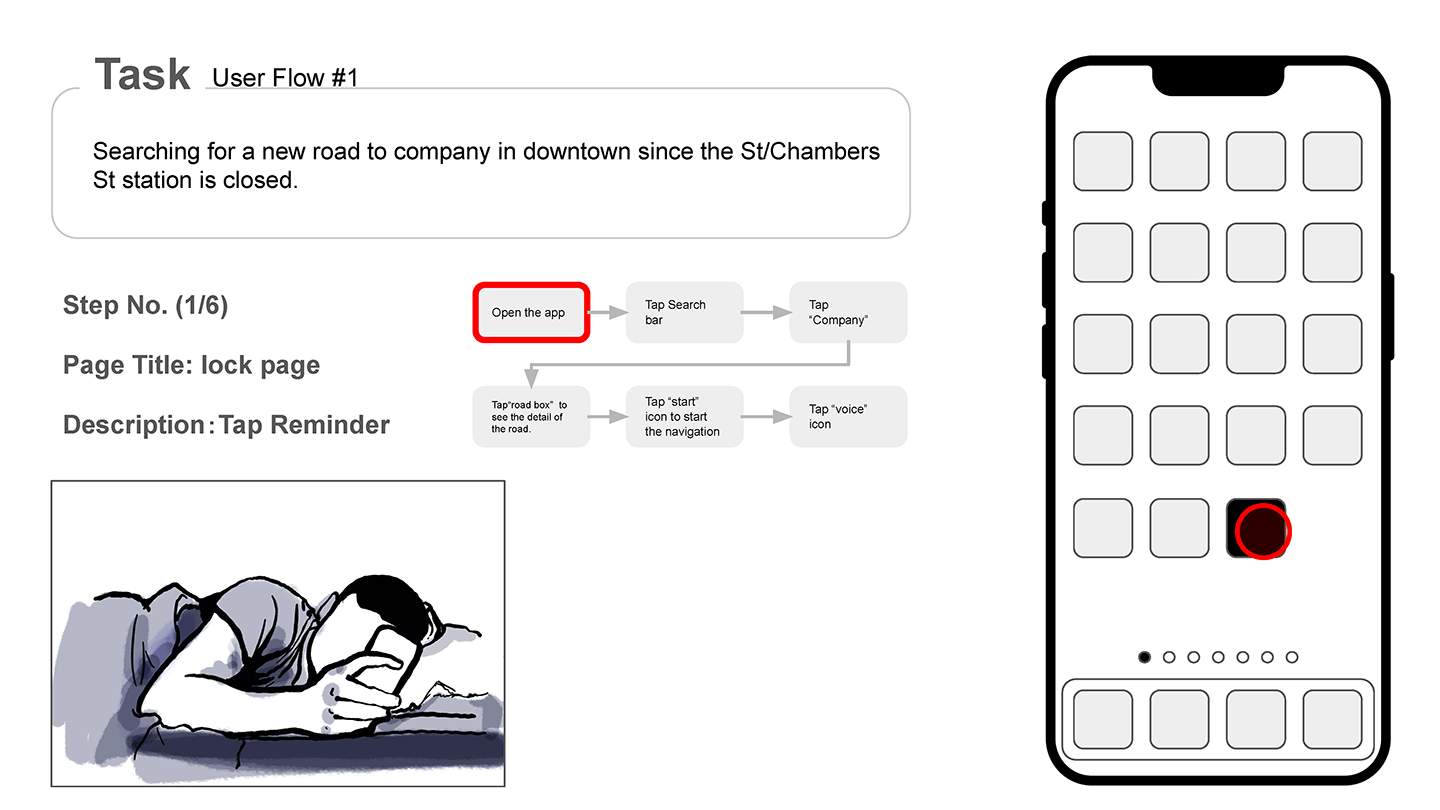 Task User Flow #1
Searching for a new road to company in downtown since the St/Chambers
St station is closed.
Step No. (1/6)
Page Title: lock page
Description:Tap Reminder
Open the app
Tap Search
bar
Tap
“Company”
Tap“road box” to
see the detail of
the road.
Tap “start”
icon to start
the navigation
Tap “voice”
icon